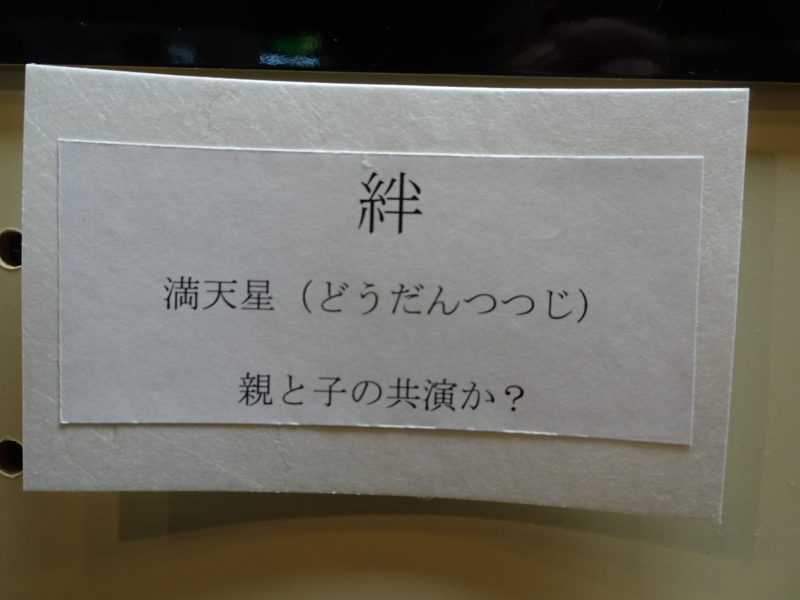 絆
満天星（どうだんつつじ）
親と子の共演か？